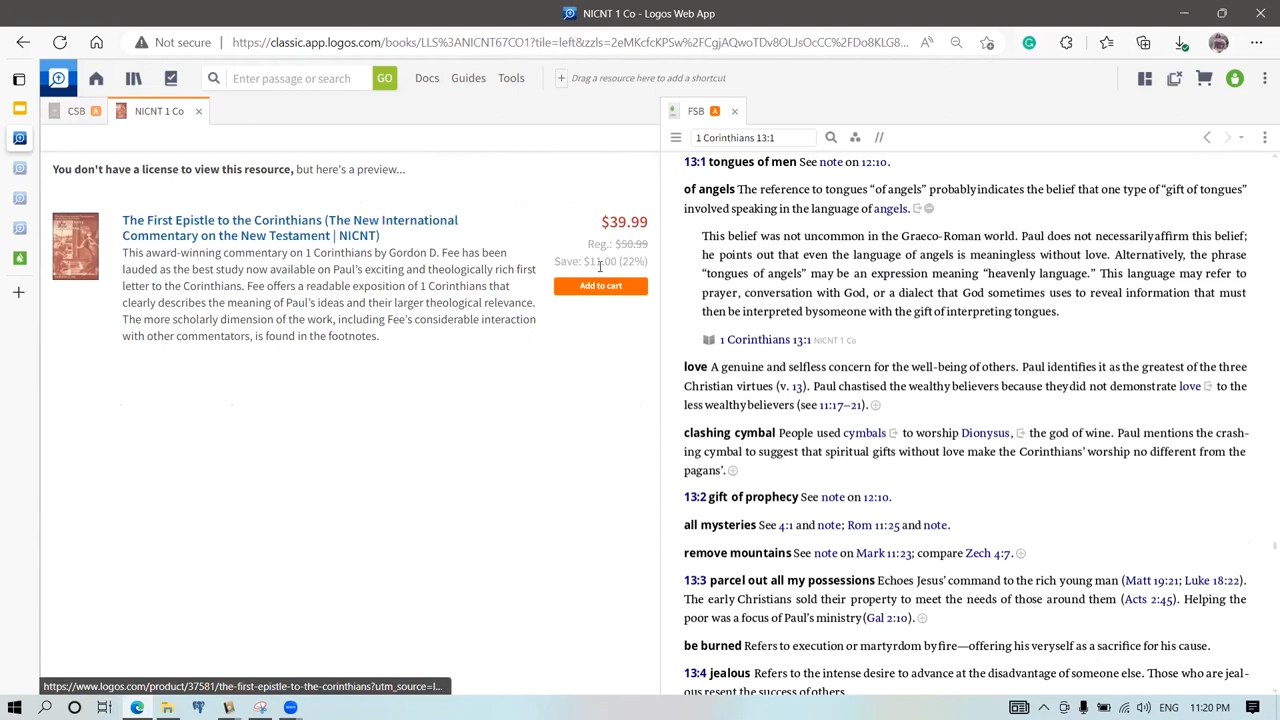 NICNT 1 Co - Logos Web App
Not secure
https://classic.app.logos.com/books/LLS%3ANICNT67CO1?tile=left&zzls=2eMKcfcKPSw%2FCgjAQwoTDv8OLJsOcCC%2FDo8KLG8...
Enter passage or search
GO
Docs
Guides
Tools
Drag a resource here to add a shortcut
CSB A
NICNT 1 Co
FSB A
1 Corinthians 13:1
You don't have a license to view this resource, but here's a preview...
The First Epistle to the Corinthians (The New International
Commentary on the New Testament | NICNT)
This award-winning commentary on 1 Corinthians by Gordon D. Fee has been
lauded as the best study now available on Paul's exciting and theologically rich first
letter to the Corinthians. Fee offers a readable exposition of 1 Corinthians that
clearly describes the meaning of Paul's ideas and their larger theological relevance.
The more scholarly dimension of the work, including Fee's considerable interaction
with other commentators, is found in the footnotes.
$39.99
Reg.: $50.99
Save: $11.00 (22%)
Add to cart
13:1 tongues of men See note on 12:10.
of angels The reference to tongues “of angels” probably indicates the belief that one type of “gift of tongues”
involved speaking in the language of angels.
This belief was not uncommon in the Graeco-Roman world. Paul does not necessarily affirm this belief;
he points out that even the language of angels is meaningless without love. Alternatively, the phrase
“tongues of angels” may be an expression meaning “heavenly language.” This language may refer to
prayer, conversation with God, or a dialect that God sometimes uses to reveal information that must
then be interpreted bysomeone with the gift of interpreting tongues.
1 Corinthians 13:1 NICNT 1 Co
love A genuine and selfless concern for the well-being of others. Paul identifies it as the greatest of the three
Christian virtues (v. 13). Paul chastised the wealthy believers because they did not demonstrate love to the
less wealthy believers (see 11:17–21).
clashing cymbal People used cymbals to worship Dionysus, the god of wine. Paul mentions the crash-
ing cymbal to suggest that spiritual gifts without love make the Corinthians' worship no different from the
pagans'.
13:2 gift of prophecy See note on 12:10.
all mysteries See 4:1 and note; Rom 11:25 and note.
remove mountains See note on Mark 11:23; compare Zech 4:7.
13:3 parcel out all my possessions Echoes Jesus' command to the rich young man (Matt 19:21; Luke 18:22).
The early Christians sold their property to meet the needs of those around them (Acts 2:45). Helping the
poor was a focus of Paul's ministry (Gal 2:10).
be burned Refers to execution or martyrdom by fire—offering his very self as a sacrifice for his cause.
13:4 jealous Refers to the intense desire to advance at the disadvantage of someone else. Those who are jeal-
ous resent the success of others.
https://www.logos.com/product/37581/the-first-epistle-to-the-corinthians?utm_source=l...
ENG
11:20 PM